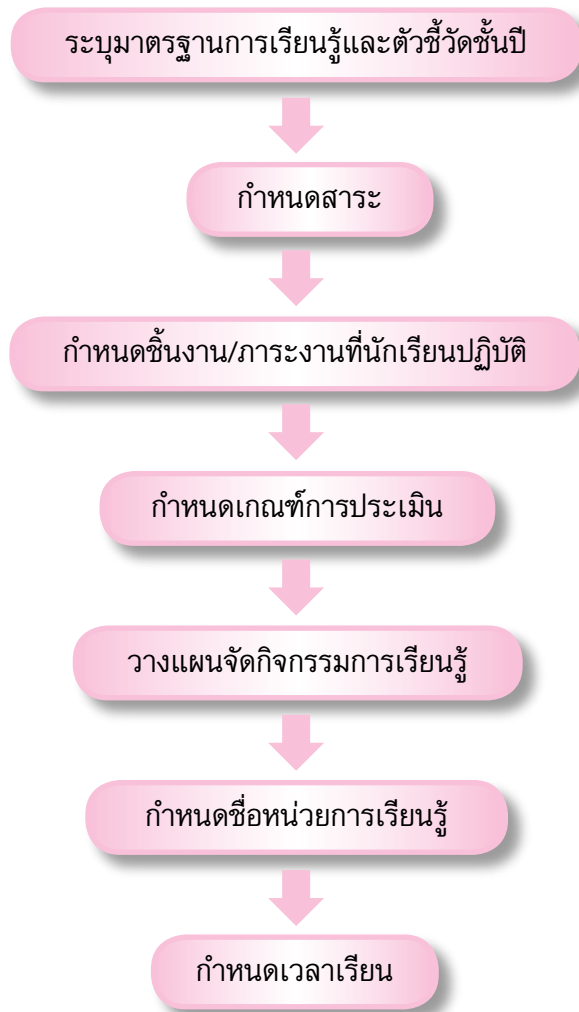 ระบุมาตรฐานการเรียนรู้และตัวชี้วัดชั้นปี
กำหนดสาระ
กำหนดชิ้นงาน/ภาระงานที่นักเรียนปฏิบัติ
กำหนดเกณฑ์การประเมิน
วางแผนจัดกิจกรรมการเรียนรู้
กำหนดชื่อหน่วยการเรียนรู้
กำหนดเวลาเรียน